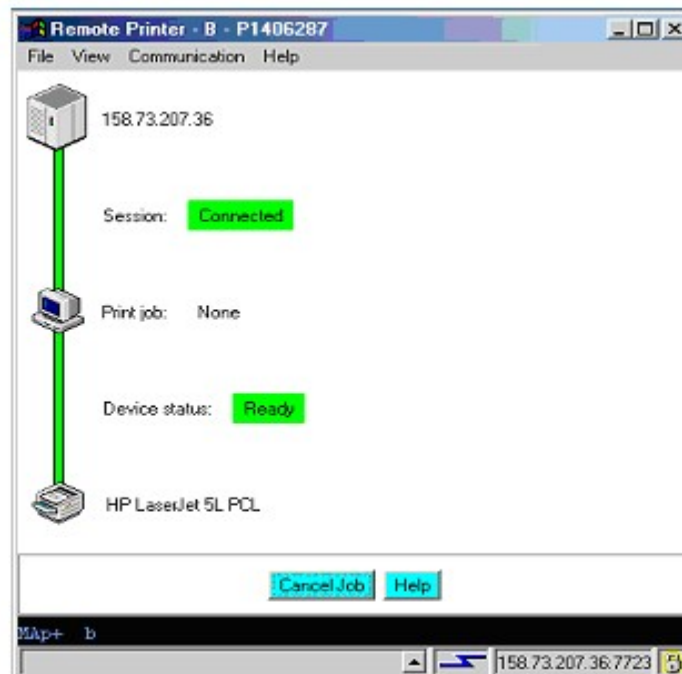 Remote Printer - B - P1406287
File View Communication Help
158.73.207.36
Session: Connected
Print job: None
Device status: Ready
HP LaserJet 5L PCL
Cancel Job Help
MAp+ b
158.73.207.36:7723